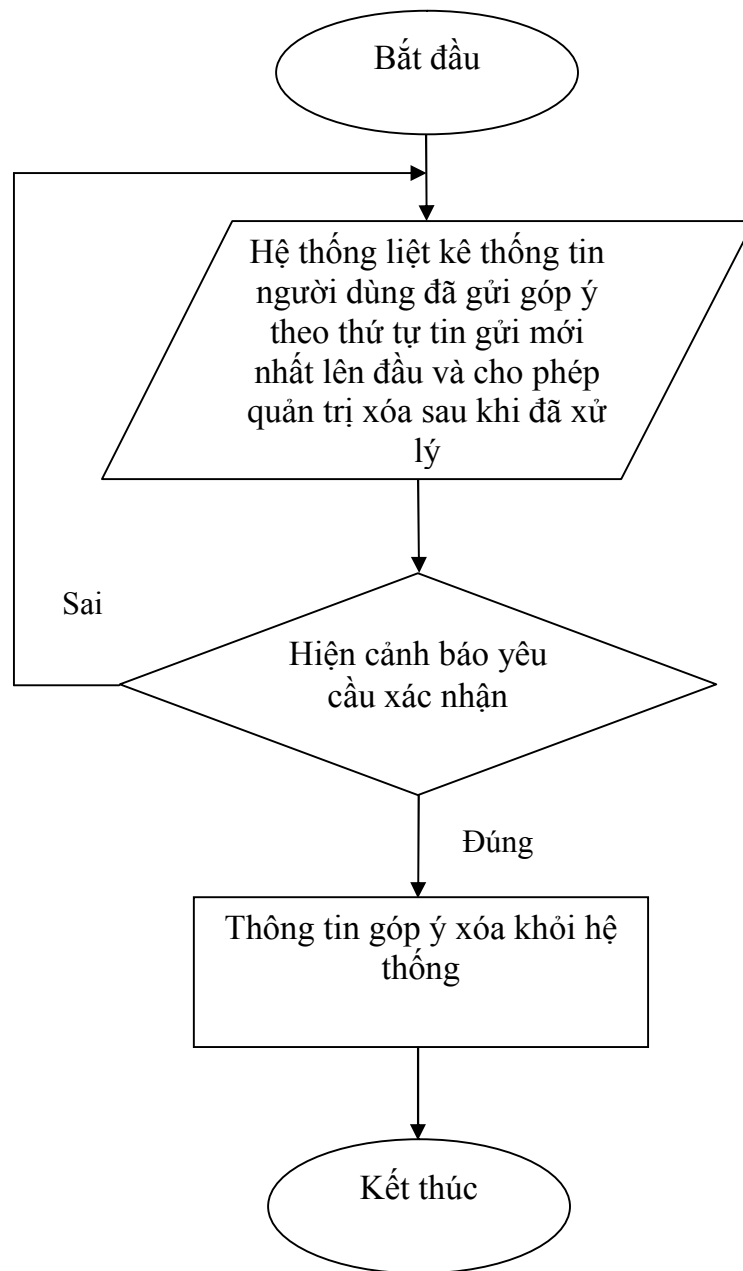 Bắt đầu
Hệ thống liệt kê thống tin
người dùng đã gửi góp ý
theo thứ tự tin gửi mới
nhất lên đầu và cho phép
quản trị xóa sau khi đã xử
lý
Sai
Hiện cảnh báo yêu
cầu xác nhận
Đúng
Thông tin góp ý xóa khỏi hệ
thống
Kết thúc